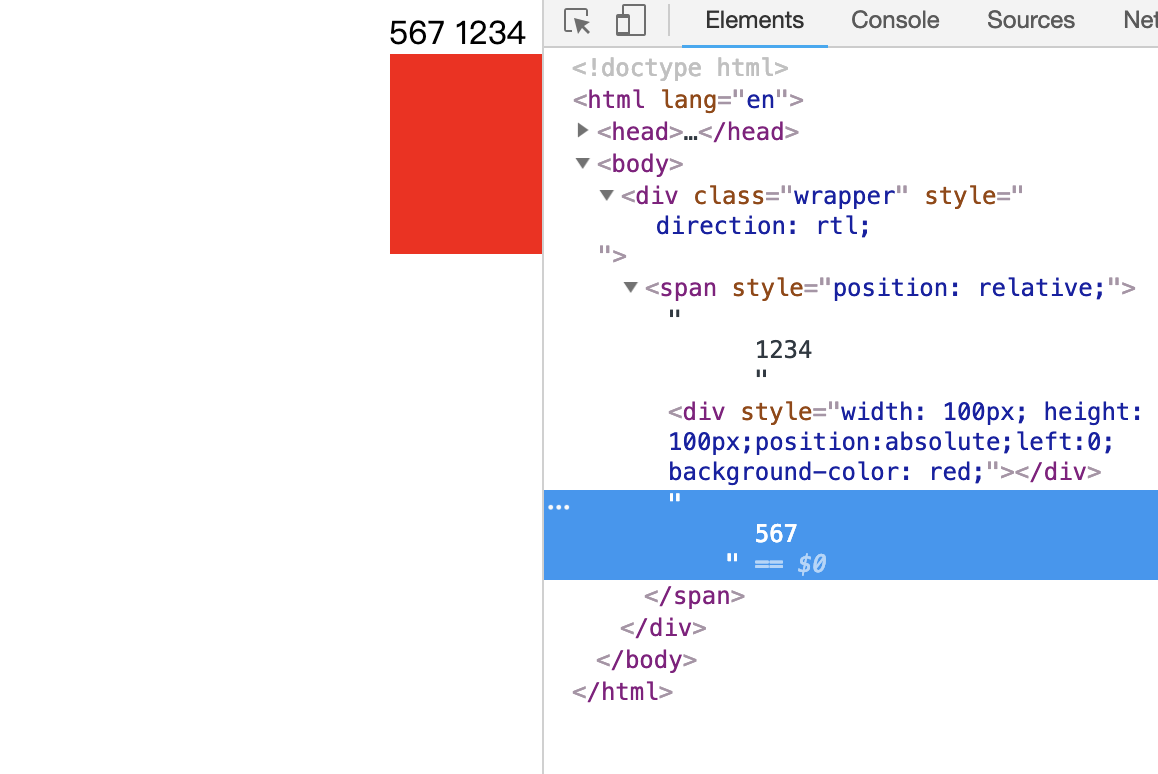 567 1234
Elements Console Sources Net
<!doctype html>
<html lang="en">
<head>…</head>
<body>
<div class="wrapper" style="
direction: rtl;
">
<span style="position: relative;">
"
1234
"
<div style="width: 100px; height:
100px;position:absolute;left:0;
background-color: red;"></div>
… "
567
" == $0
</span>
</div>
</body>
</html>